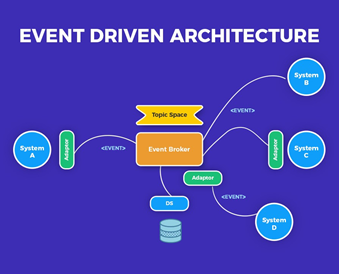 EVENT DRIVEN ARCHITECTURE
System
B
Topic Space
<EVENT>
System
A
Adaptor
<EVENT>
Event Broker
Adaptor
System
C
Adaptor
DS
<EVENT>
System
D